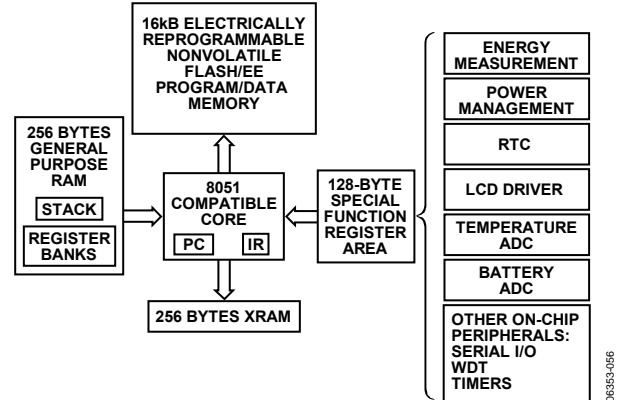 16kB ELECTRICALLY
REPROGRAMMABLE
NONVOLATILE
FLASH/EE
PROGRAM/DATA
MEMORY
256 BYTES
GENERAL
PURPOSE
RAM
STACK
REGISTER
BANKS
8051
COMPATIBLE
CORE
PC
IR
256 BYTES XRAM
128-BYTE
SPECIAL
FUNCTION
REGISTER
AREA
ENERGY
MEASUREMENT
POWER
MANAGEMENT
RTC
LCD DRIVER
TEMPERATURE
ADC
BATTERY
ADC
OTHER ON-CHIP
PERIPHERALS:
SERIAL I/O
WDT
TIMERS
06353-056